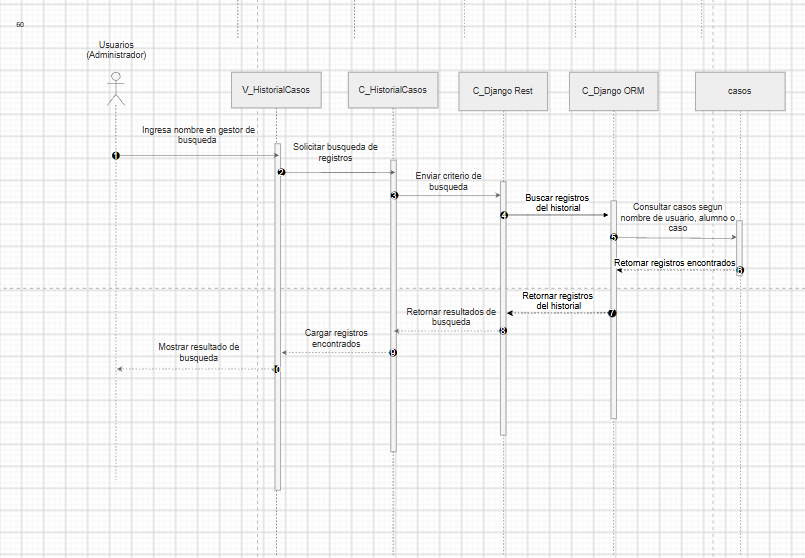 60
Usuarios
(Administrador)
V_HistorialCasos
C_HistorialCasos
C_Django Rest
C_Django ORM
casos
Ingresa nombre en gestor de
busqueda
1
Solicitar busqueda de
registros
2
Enviar criterio de
busqueda
3
Buscar registros
del historial
4
Consultar casos segun
nombre de usuario, alumno o
caso
5
Retornar registros encontrados
6
Retornar registros
del historial
7
Retornar resultados de
busqueda
8
Cargar registros
encontrados
9
Mostrar resultado de
busqueda